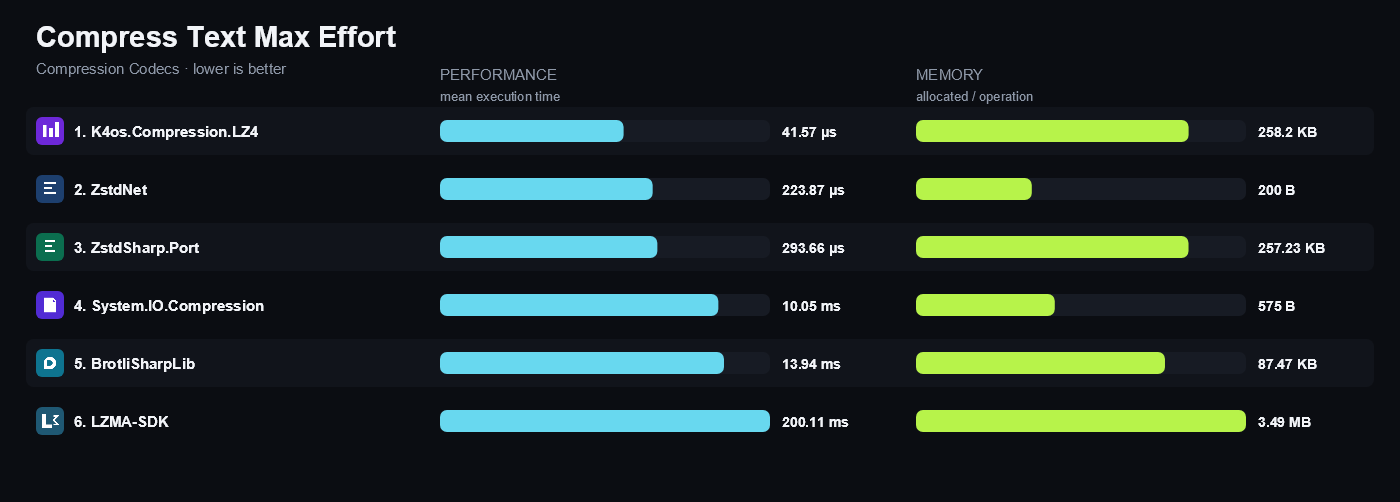 Compress Text Max Effort
Compression Codecs · lower is better
PERFORMANCE
mean execution time
MEMORY
allocated / operation
1. K4os.Compression.LZ4 41.57 µs 258.2 KB
2. ZstdNet 223.87 µs 200 B
3. ZstdSharp.Port 293.66 µs 257.23 KB
4. System.IO.Compression 10.05 ms 575 B
5. BrotliSharpLib 13.94 ms 87.47 KB
6. LZMA-SDK 200.11 ms 3.49 MB